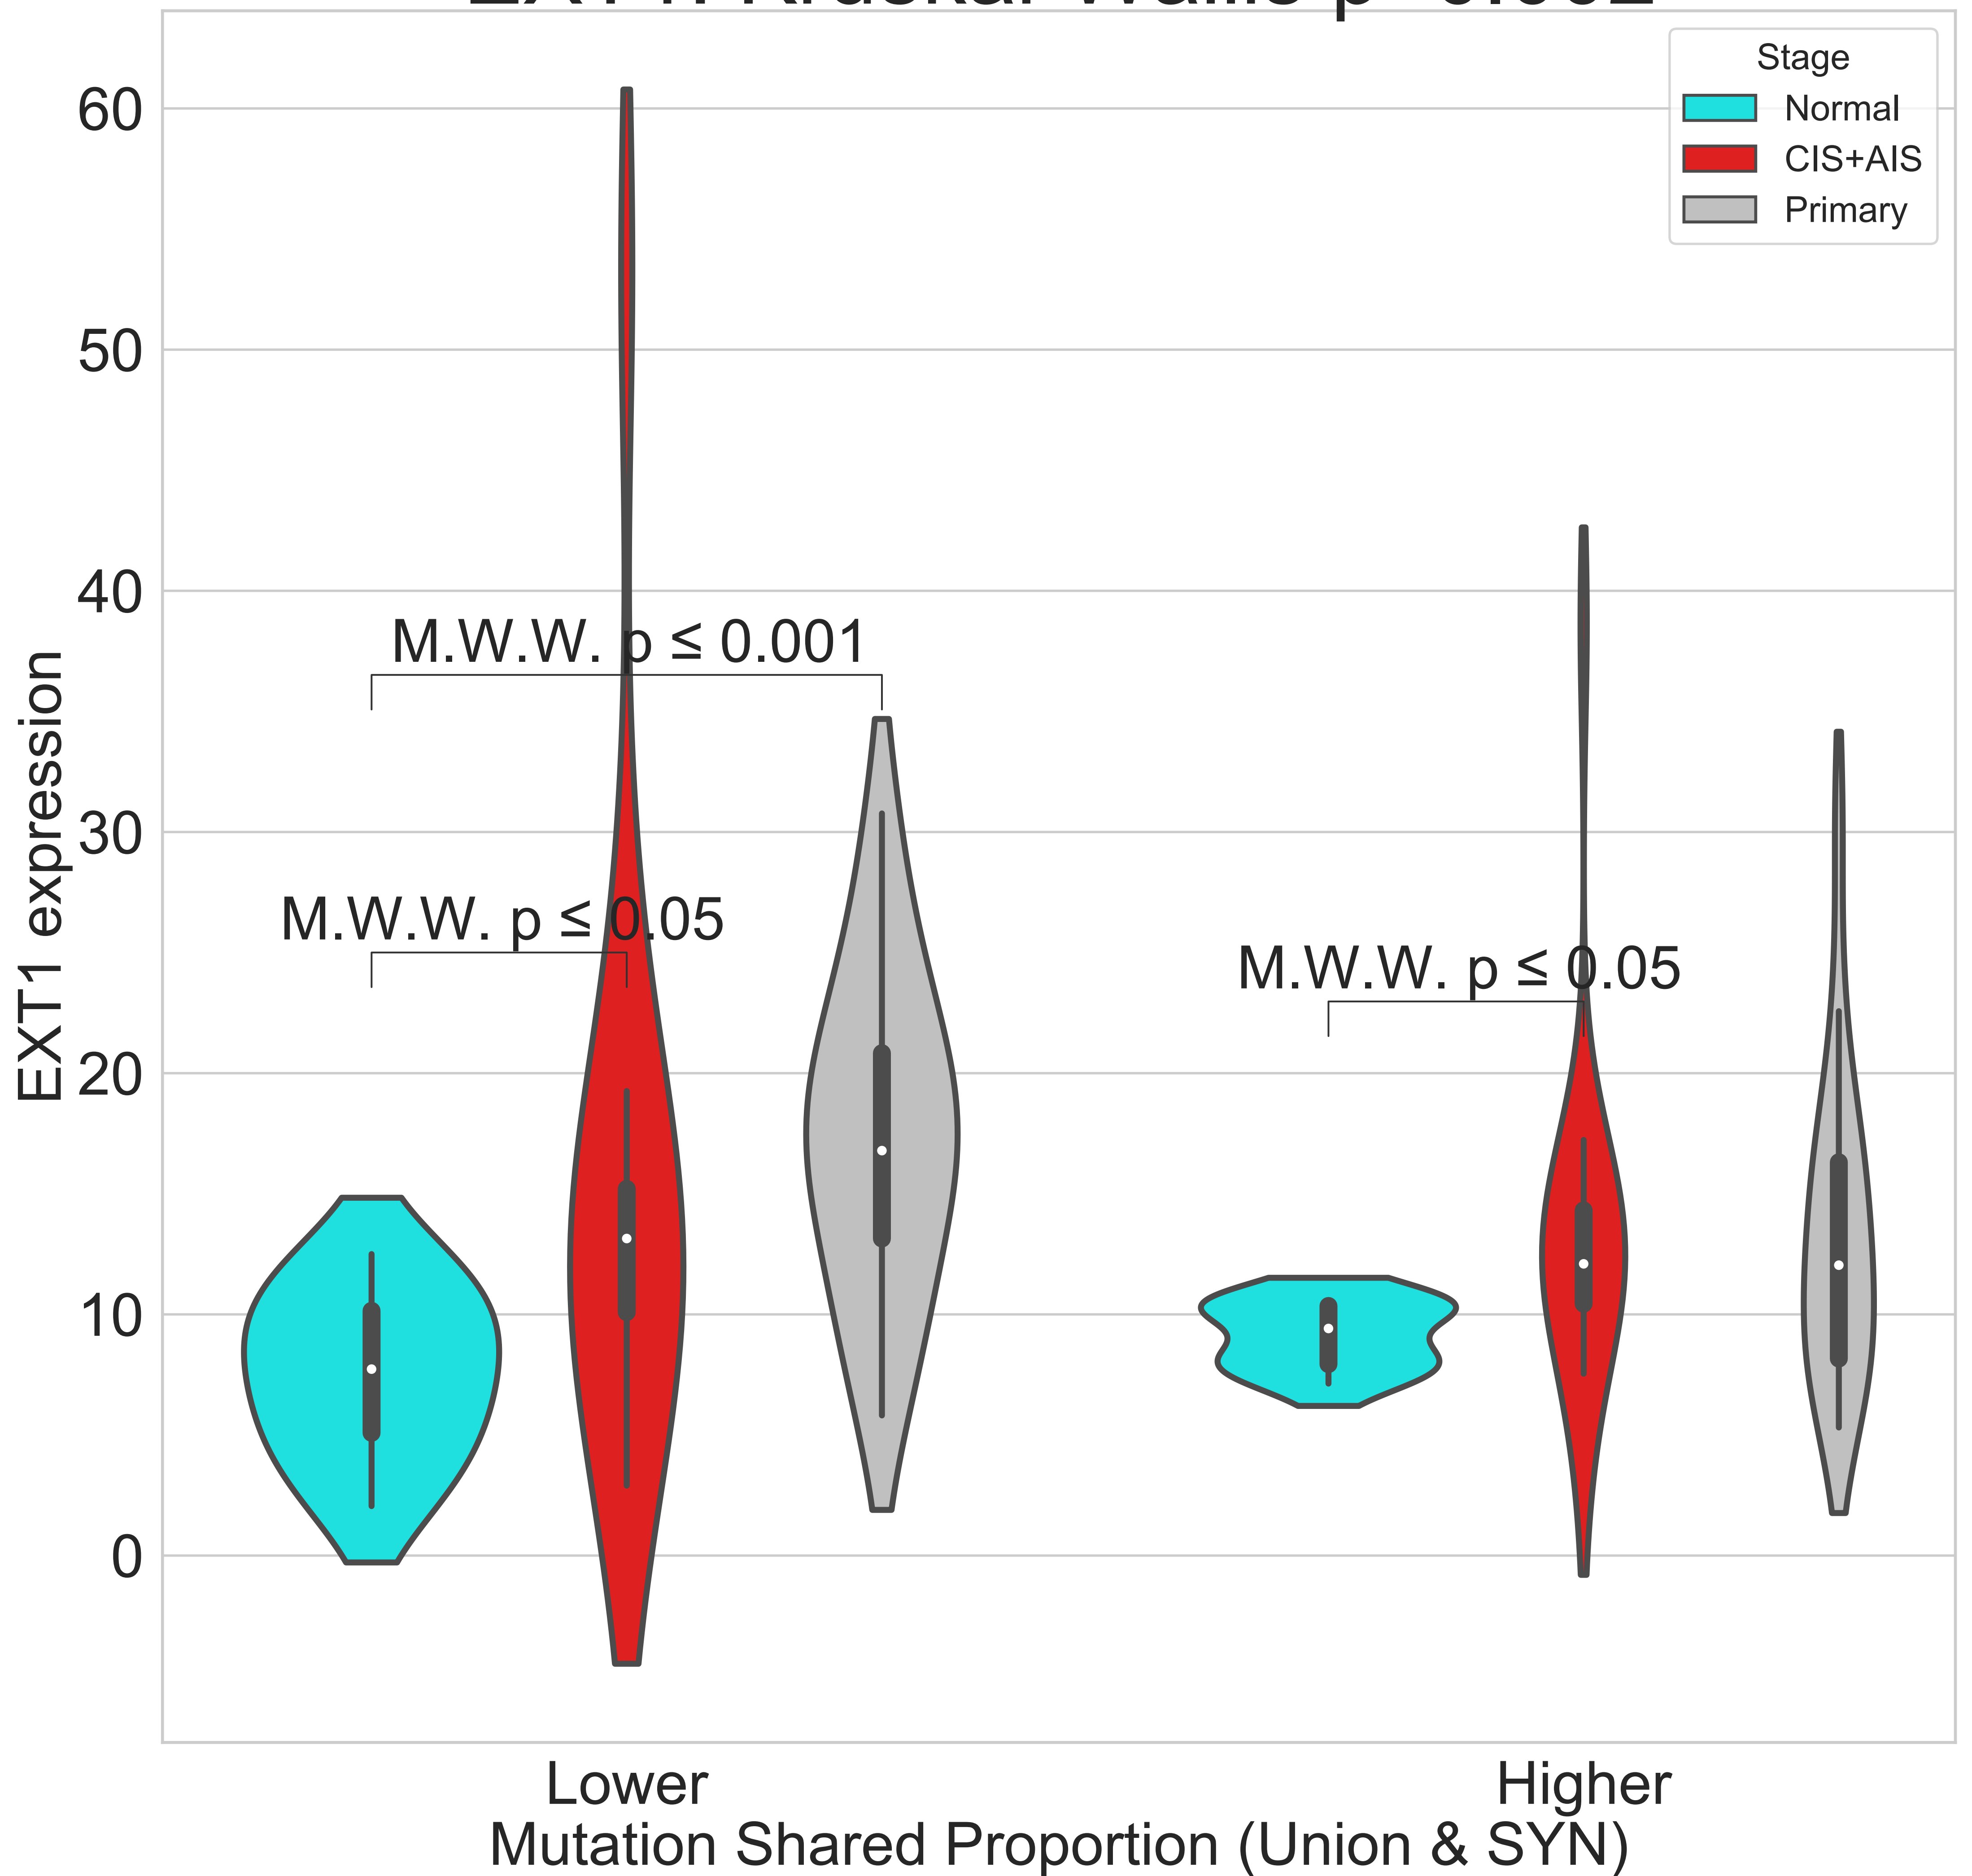 Stage
Normal
CIS+AIS
Primary
60
50
40
30
20
10
0
EXT1 expression
M.W.W. p ≤ 0.001
M.W.W. p ≤ 0.05
M.W.W. p ≤ 0.05
Lower
Higher
Mutation Shared Proportion (Union & SYN)